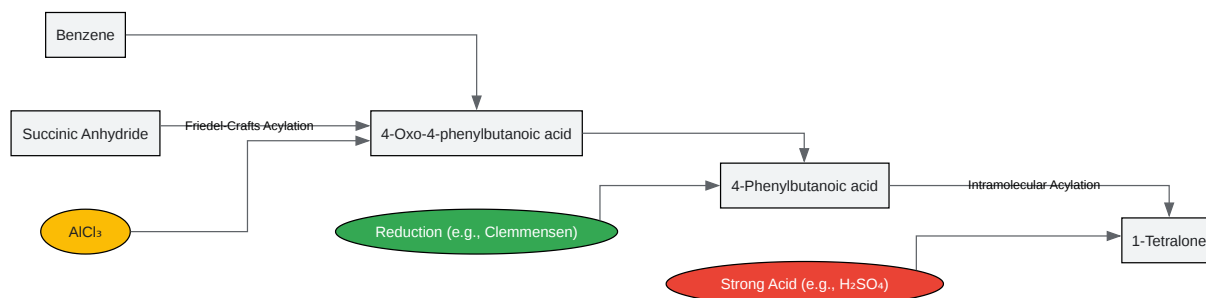 Benzene
Succinic Anhydride
Friedel-Crafts Acylation
4-Oxo-4-phenylbutanoic acid
AlCl₃
Reduction (e.g., Clemmensen)
4-Phenylbutanoic acid
Intramolecular Acylation
Strong Acid (e.g., H₂SO₄)
1-Tetralone